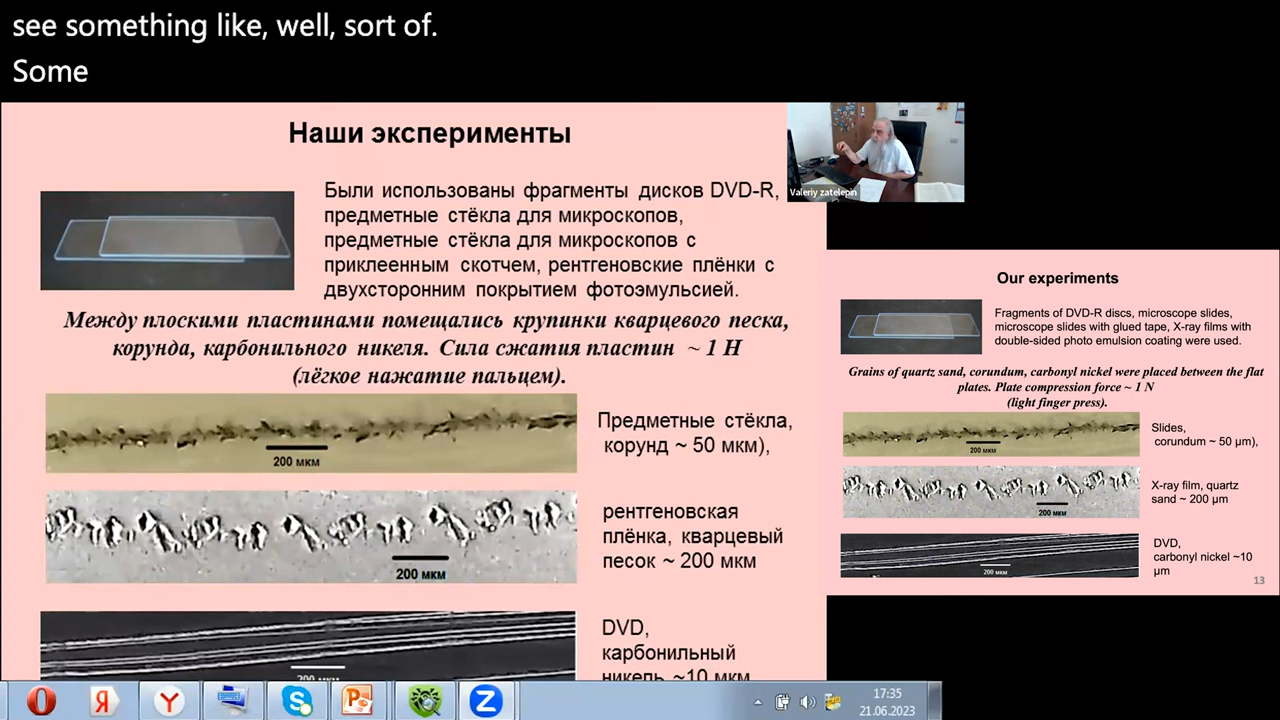 see something like, well, sort of.
Some
Наши эксперименты
Были использованы фрагменты дисков DVD-R,
предметные стёкла для микроскопов,
предметные стёкла для микроскопов с
приклеенным скотчем, рентгеновские плёнки с
двухсторонним покрытием фотоэмульсией.
Между плоскими пластинами помещались крупинки кварцевого песка,
корунда, карбонильного никеля. Сила сжатия пластин ~ 1 Н
(лёгкое нажатие пальцем).
200 мкм
Предметные стёкла,
корунд ~ 50 мкм),
200 мкм
рентгеновская
плёнка, кварцевый
песок ~ 200 мкм
200 мкм
DVD,
карбонильный
никель ~10 мкм
Valeriy zatelepin
Our experiments
Fragments of DVD-R discs, microscope slides,
microscope slides with glued tape, X-ray films with
double-sided photo emulsion coating were used.
Grains of quartz sand, corundum, carbonyl nickel were placed between the flat
plates. Plate compression force ~ 1 N
(light finger press).
200 мкм
Slides,
corundum ~ 50 µm),
200 мкм
X-ray film, quartz
sand ~ 200 µm
200 мкм
DVD,
carbonyl nickel ~10
µm
13
17:35
21.06.2023